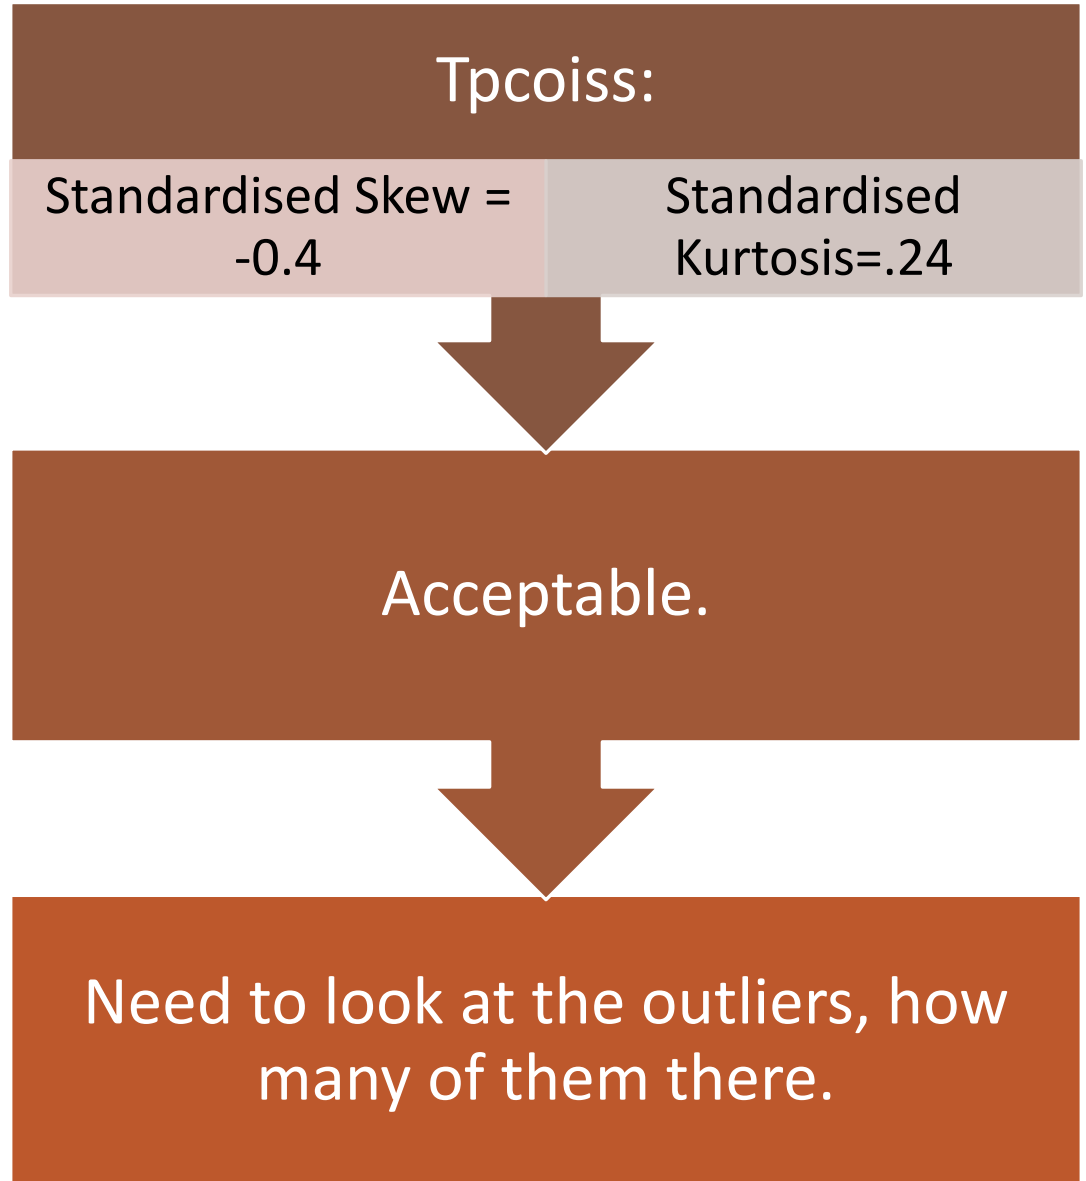 Tpcoiss:
Standardised Skew =
-0.4
Standardised
Kurtosis=.24
Acceptable.
Need to look at the outliers, how
many of them there.